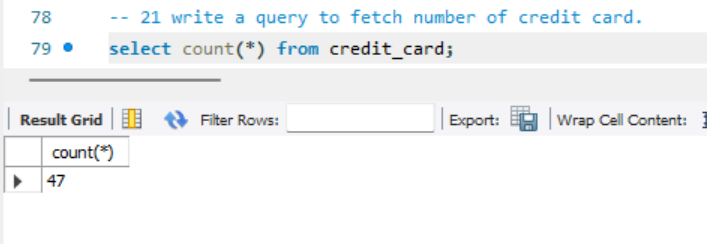 78 -- 21 write a query to fetch number of credit card.
79 select count(*) from credit_card;
Result Grid Filter Rows: Export: Wrap Cell Content:
count(*)
47